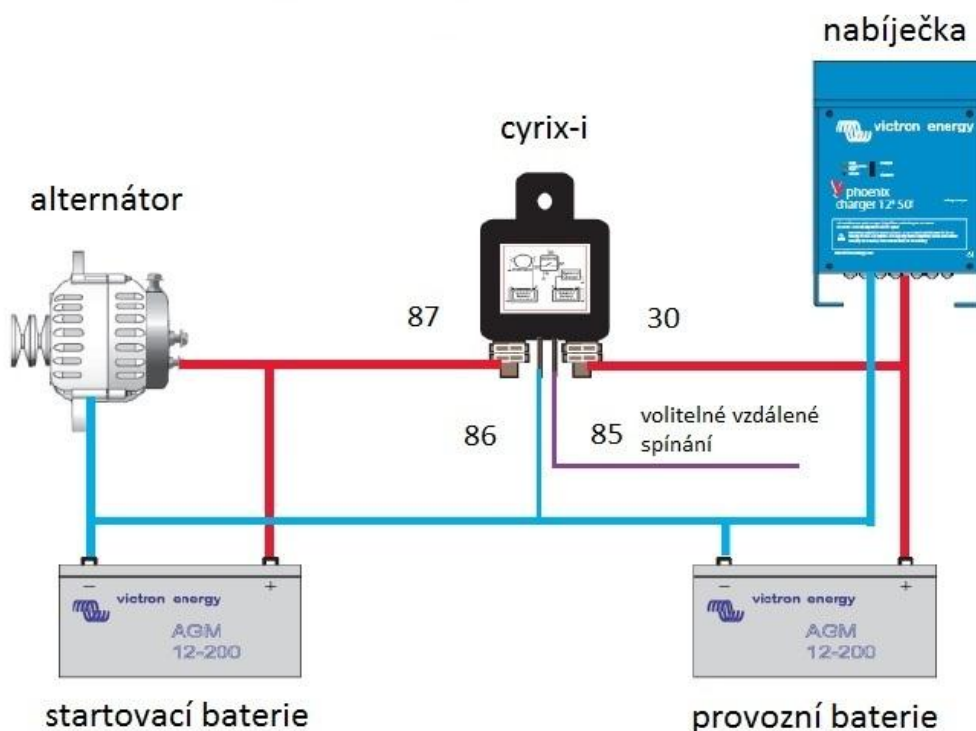 nabíječka
victron energy
phoenix
charger 12 50
cyrix-i
alternátor
87
30
86
85
volitelné vzdálené
spínání
− +
victron energy
AGM
12-200
− +
victron energy
AGM
12-200
startovací baterie
provozní baterie